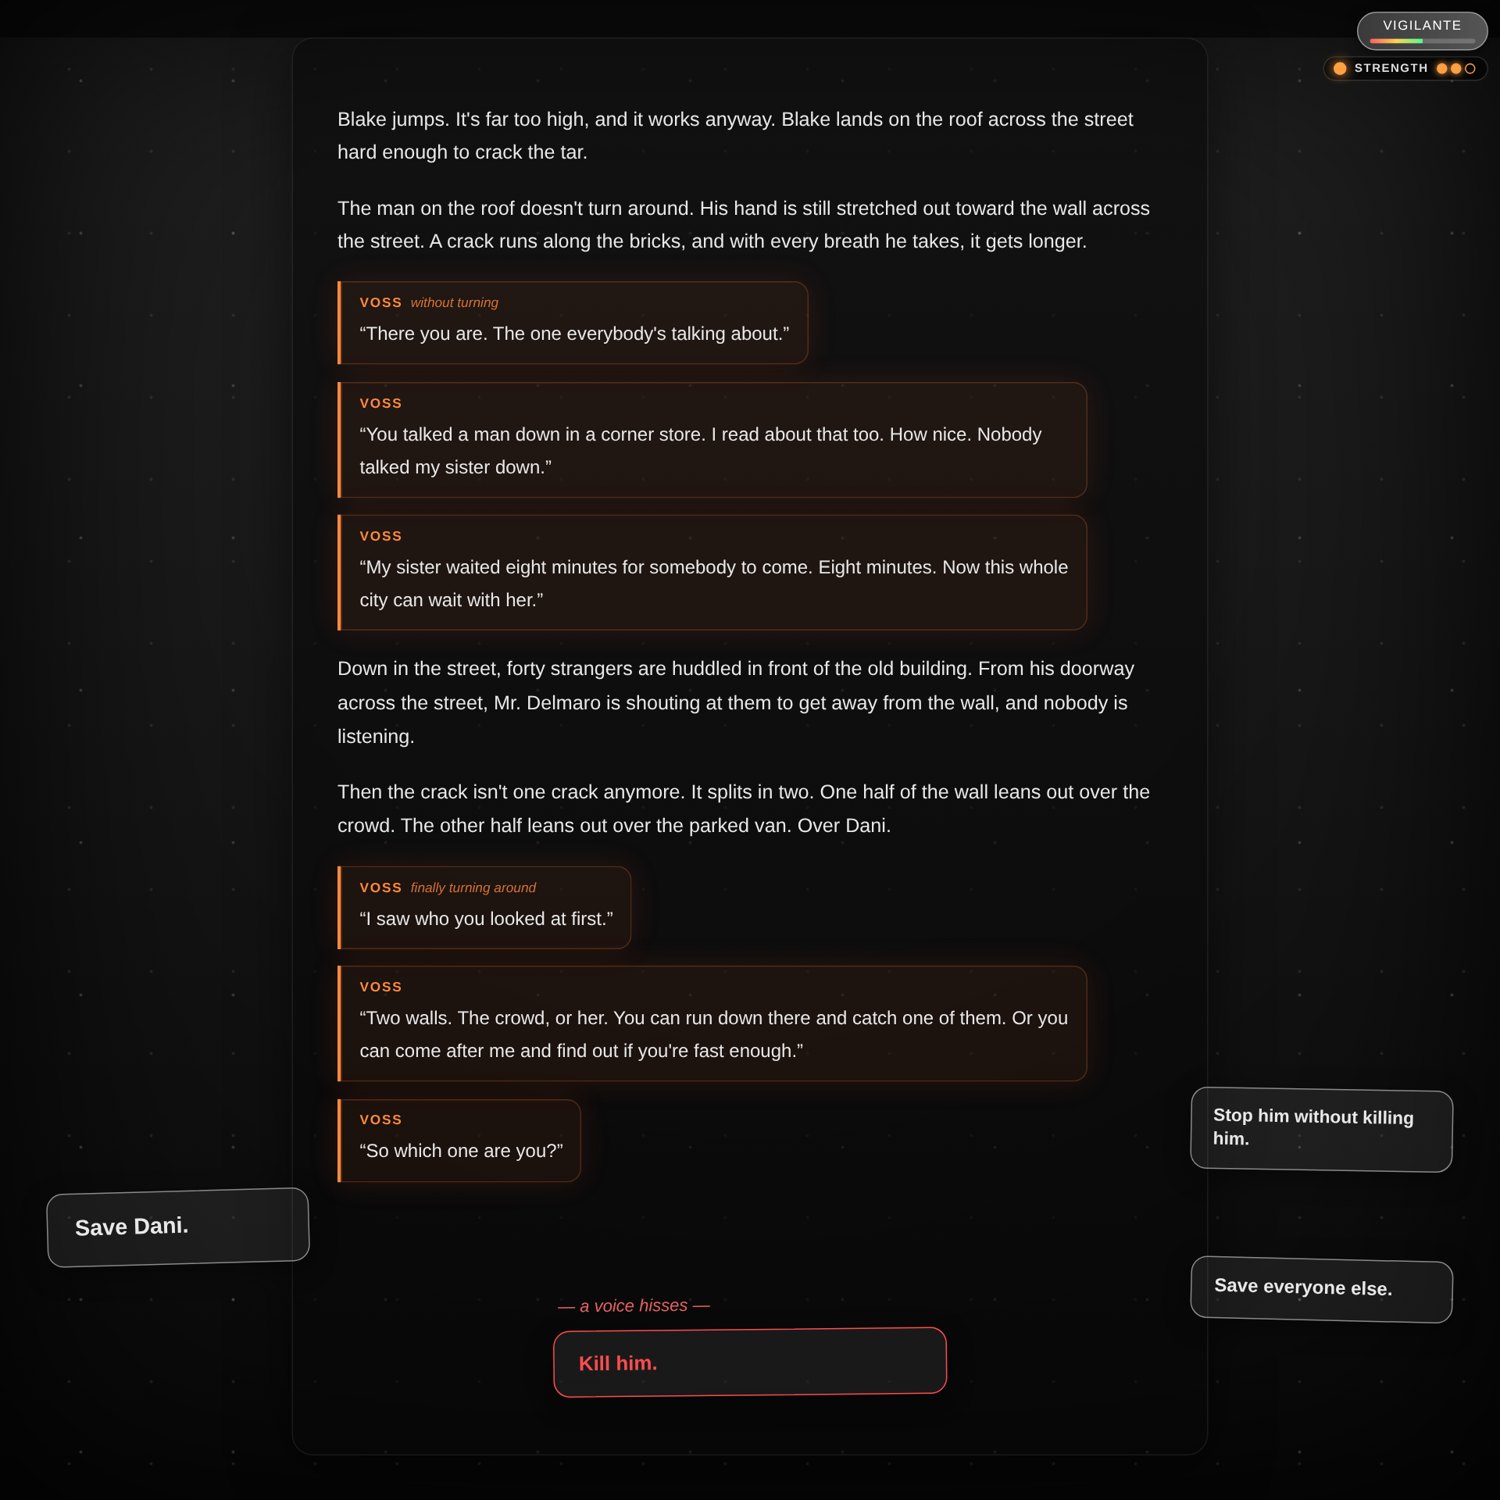 VIGILANTE
STRENGTH
Blake jumps. It's far too high, and it works anyway. Blake lands on the roof across the street
hard enough to crack the tar.
The man on the roof doesn't turn around. His hand is still stretched out toward the wall across
the street. A crack runs along the bricks, and with every breath he takes, it gets longer.
VOSS without turning
“There you are. The one everybody's talking about.”
VOSS
“You talked a man down in a corner store. I read about that too. How nice. Nobody
talked my sister down.”
VOSS
“My sister waited eight minutes for somebody to come. Eight minutes. Now this whole
city can wait with her.”
Down in the street, forty strangers are huddled in front of the old building. From his doorway
across the street, Mr. Delmaro is shouting at them to get away from the wall, and nobody is
listening.
Then the crack isn't one crack anymore. It splits in two. One half of the wall leans out over the
crowd. The other half leans out over the parked van. Over Dani.
VOSS finally turning around
“I saw who you looked at first.”
VOSS
“Two walls. The crowd, or her. You can run down there and catch one of them. Or you
can come after me and find out if you're fast enough.”
VOSS
“So which one are you?”
Stop him without killing
him.
Save Dani.
Save everyone else.
— a voice hisses —
Kill him.